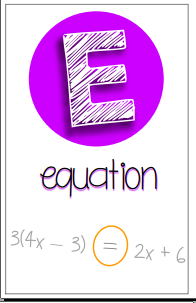 E
equation
3(4x - 3) = 2x + 6